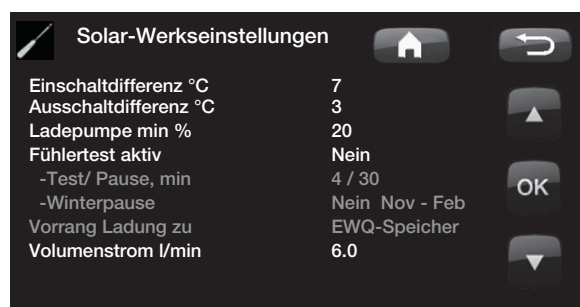 Solar-Werkseinstellungen
Einschaltdifferenz °C 7
Ausschaltdifferenz °C 3
Ladepumpe min % 20
Fühlertest aktiv Nein
-Test/ Pause, min 4 / 30
-Winterpause Nein Nov - Feb
Vorrang Ladung zu EWQ-Speicher
Volumenstrom l/min 6.0
OK